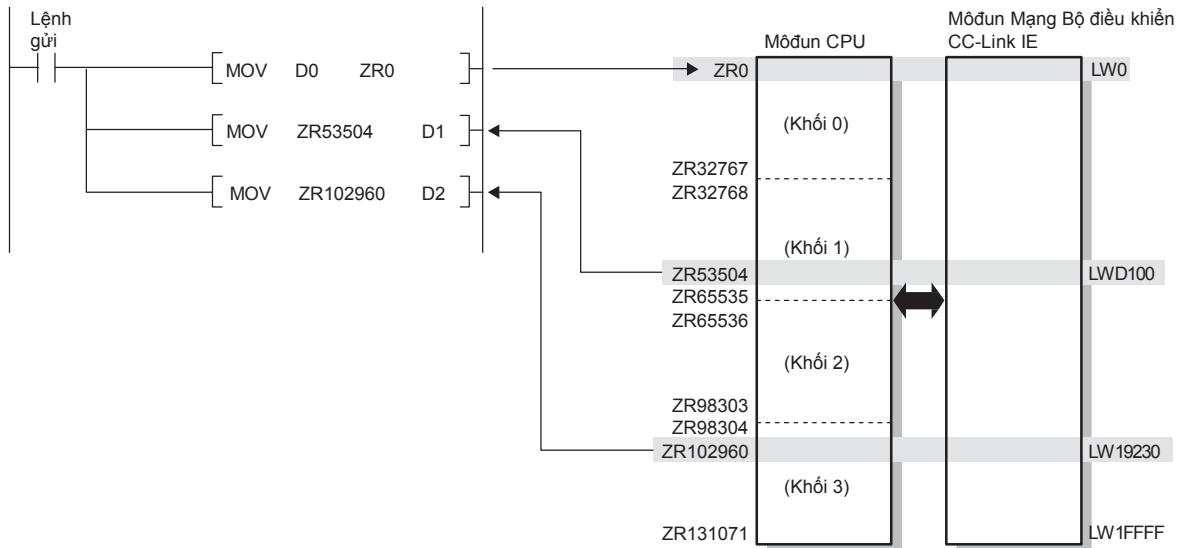 Lệnh
gửi
MOV D0 ZR0
MOV ZR53504 D1
MOV ZR102960 D2
Môđun CPU
Môđun Mạng Bộ điều khiển
CC-Link IE
ZR0
LW0
(Khối 0)
ZR32767
ZR32768
(Khối 1)
ZR53504
LWD100
ZR65535
ZR65536
(Khối 2)
ZR98303
ZR98304
ZR102960
LW19230
(Khối 3)
ZR131071
LW1FFFF